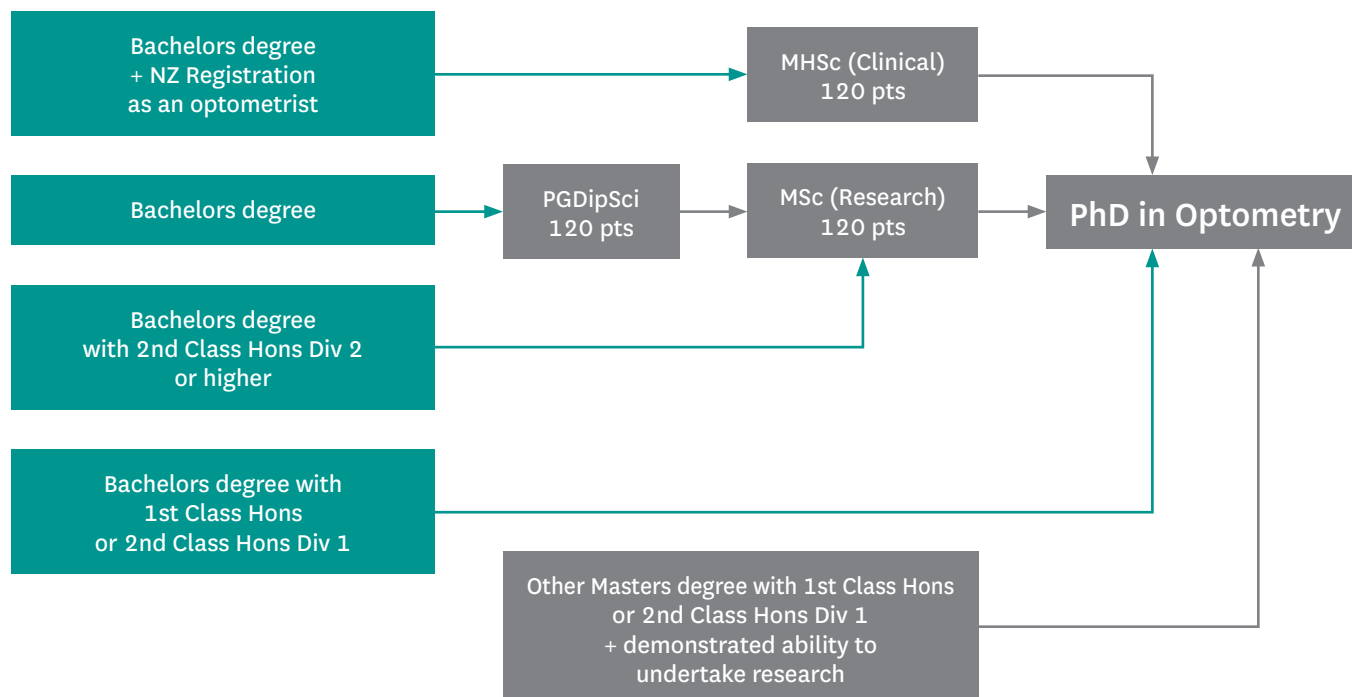 Bachelors degree
+ NZ Registration
as an optometrist
MHSc (Clinical)
120 pts
Bachelors degree
PGDipSci
120 pts
MSc (Research)
120 pts
PhD in Optometry
Bachelors degree
with 2nd Class Hons Div 2
or higher
Bachelors degree with
1st Class Hons
or 2nd Class Hons Div 1
Other Masters degree with 1st Class Hons
or 2nd Class Hons Div 1
+ demonstrated ability to
undertake research